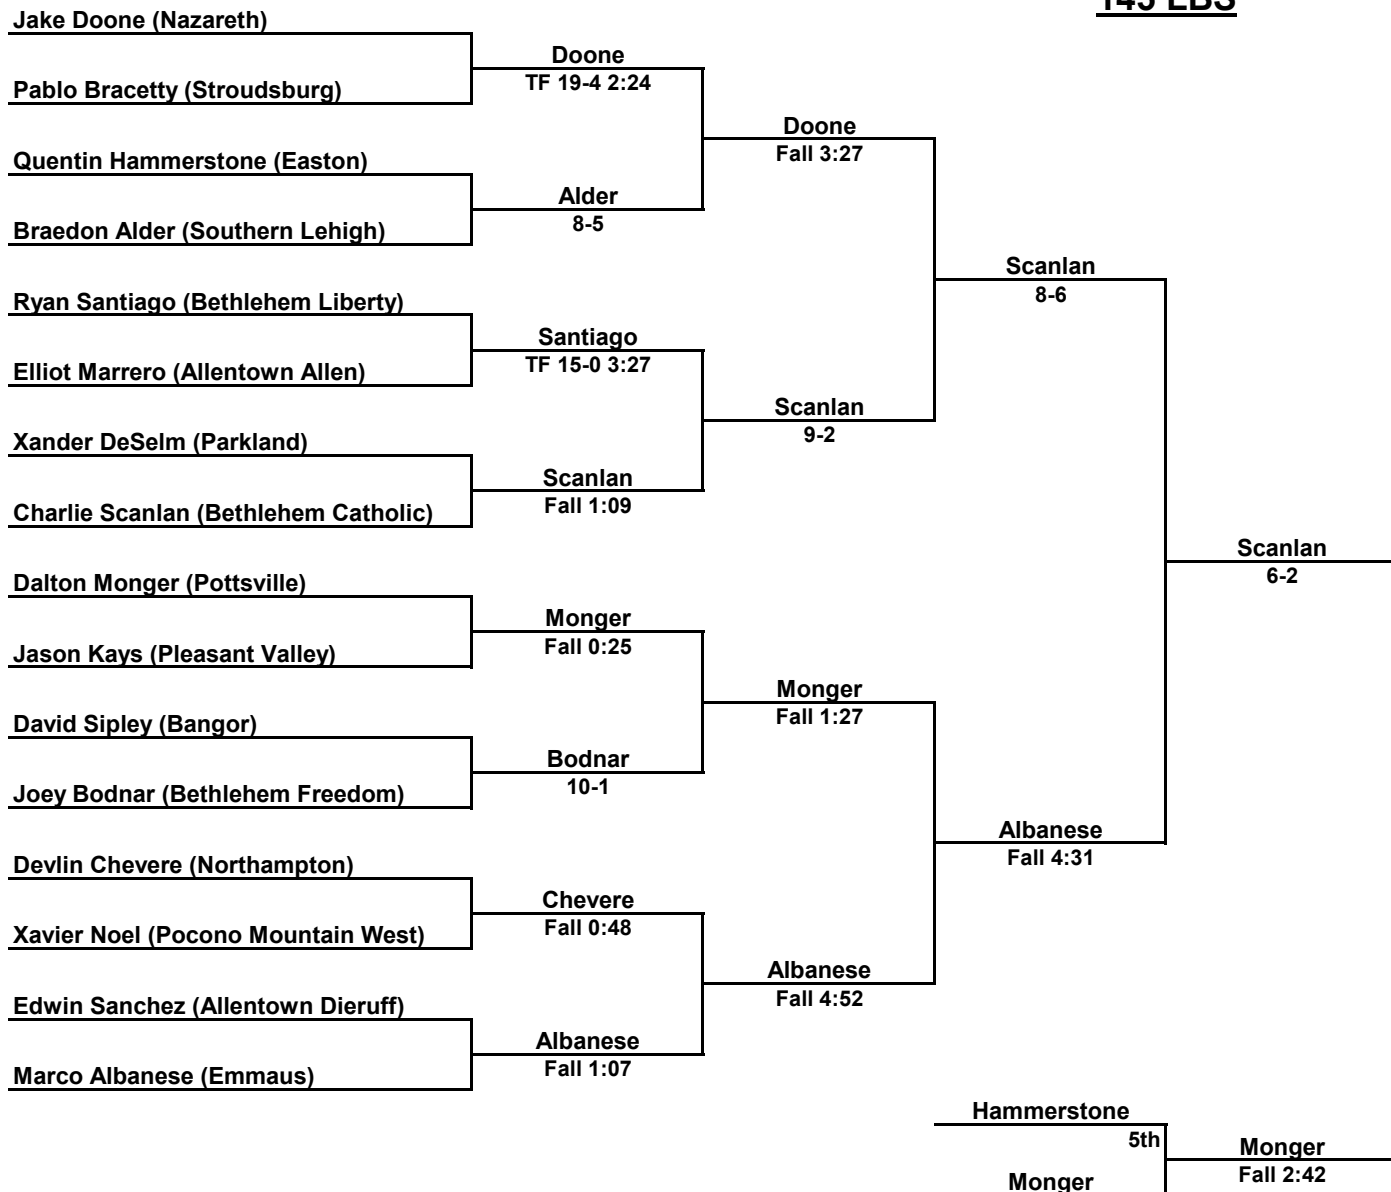 145 LBS
Jake Doone (Nazareth)
Doone
TF 19-4 2:24
Pablo Bracetty (Stroudsburg)
Doone
Fall 3:27
Quentin Hammerstone (Easton)
Alder
8-5
Braedon Alder (Southern Lehigh)
Scanlan
8-6
Ryan Santiago (Bethlehem Liberty)
Santiago
TF 15-0 3:27
Elliot Marrero (Allentown Allen)
Scanlan
9-2
Xander DeSelm (Parkland)
Scanlan
Fall 1:09
Charlie Scanlan (Bethlehem Catholic)
Scanlan
6-2
Dalton Monger (Pottsville)
Monger
Fall 0:25
Jason Kays (Pleasant Valley)
Monger
Fall 1:27
David Sipley (Bangor)
Bodnar
10-1
Joey Bodnar (Bethlehem Freedom)
Albanese
Fall 4:31
Devlin Chevere (Northampton)
Chevere
Fall 0:48
Xavier Noel (Pocono Mountain West)
Albanese
Fall 4:52
Edwin Sanchez (Allentown Dieruff)
Albanese
Fall 1:07
Marco Albanese (Emmaus)
Hammerstone
5th
Monger
Fall 2:42
Monger